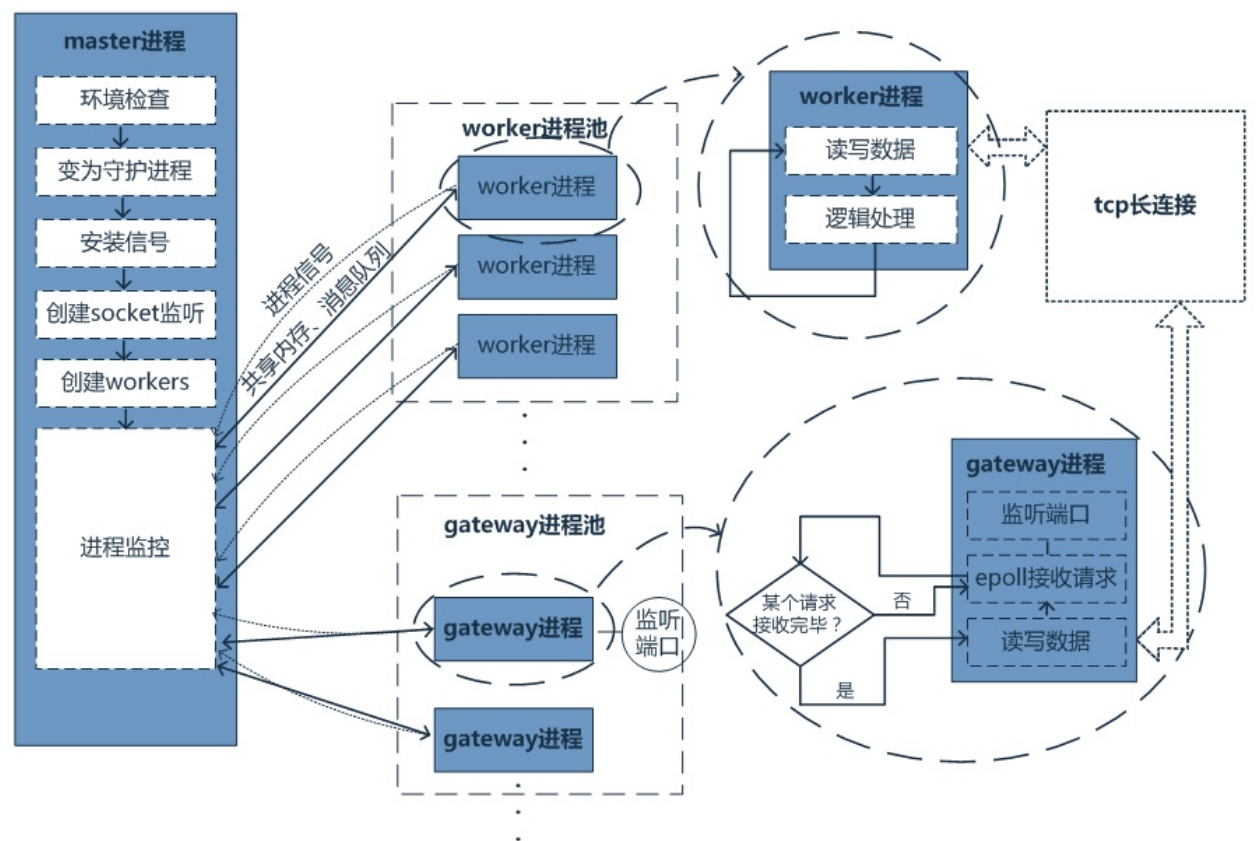 master进程
环境检查
变为守护进程
安装信号
创建socket监听
创建workers
进程监控
进程信号
共享内存、消息队列
worker进程池
worker进程
worker进程
worker进程
gateway进程池
gateway进程
监听
端口
gateway进程
worker进程
读写数据
逻辑处理
tcp长连接
gateway进程
监听端口
epoll接收请求
读写数据
某个请求
接收完毕？
否
是